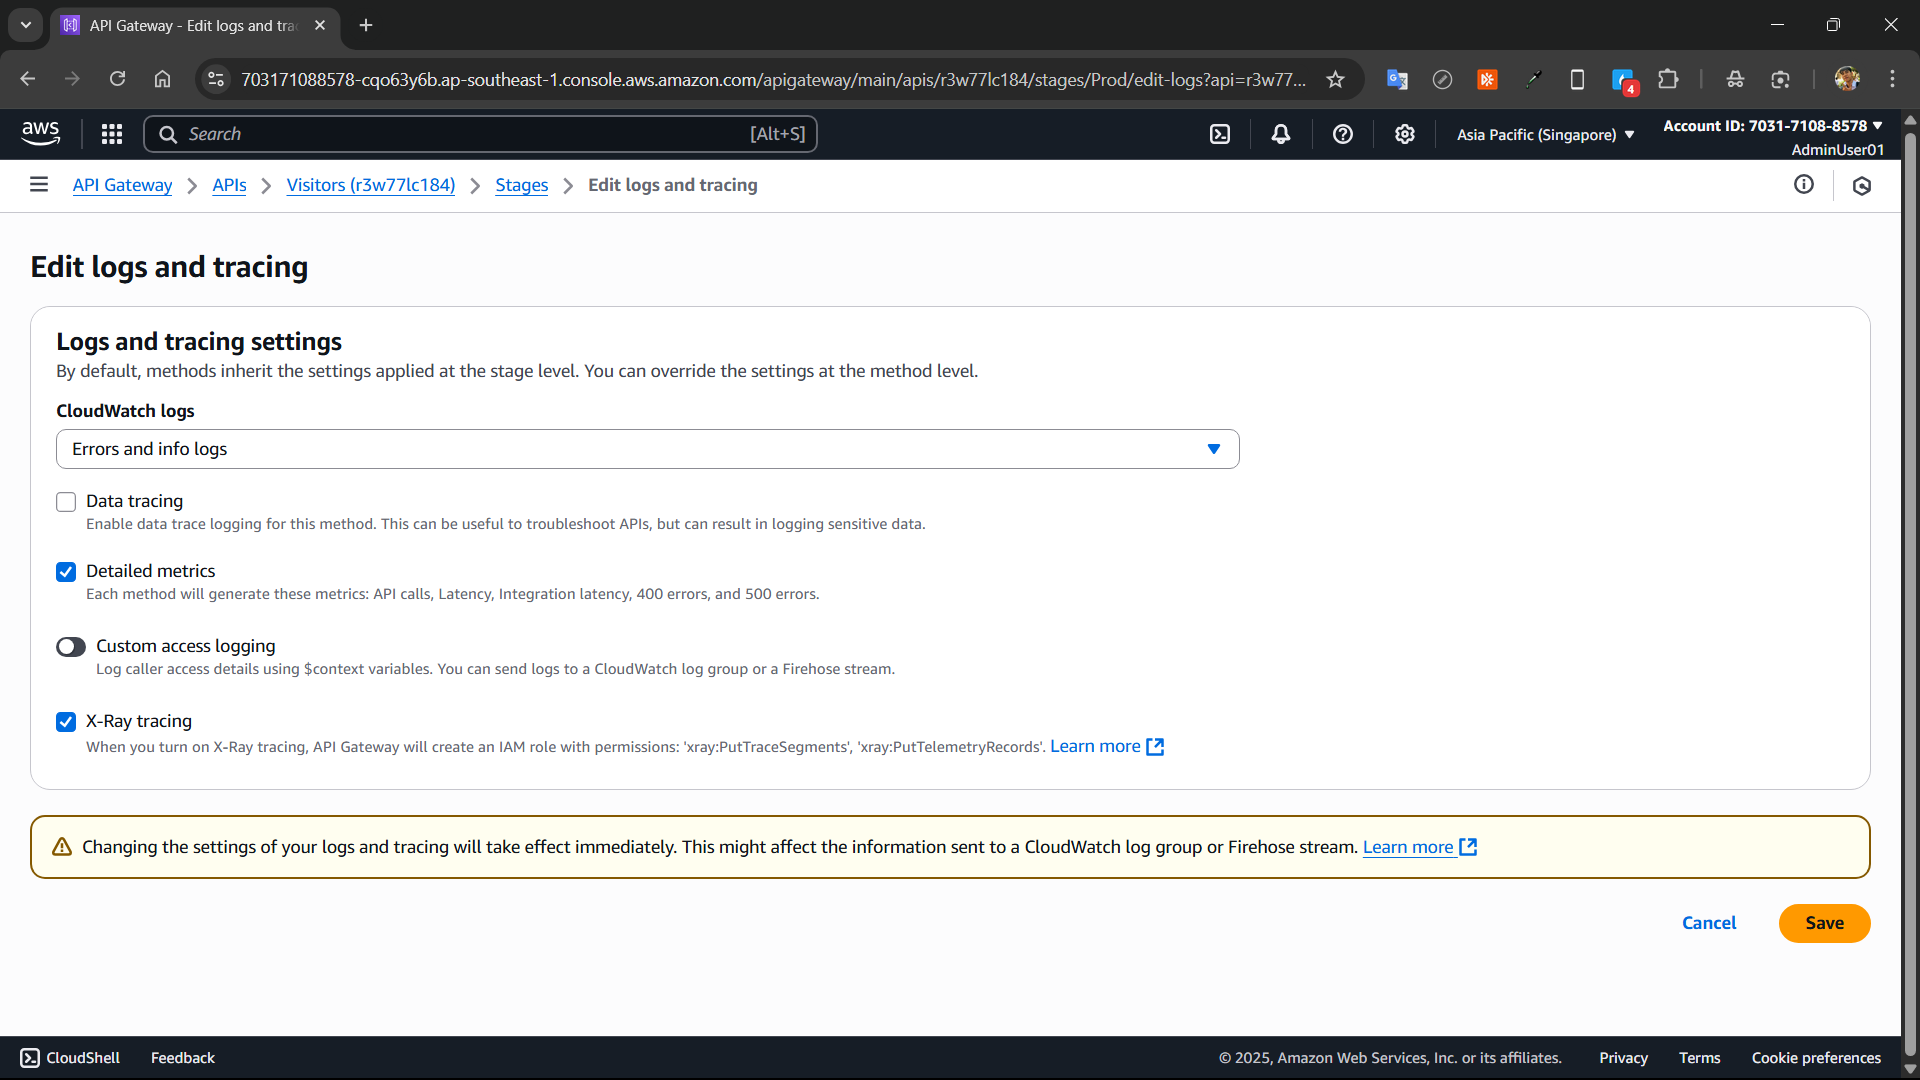 API Gateway - Edit logs and trac
703171088578-cqo63y6b.ap-southeast-1.console.aws.amazon.com/apigateway/main/apis/r3w77lc184/stages/Prod/edit-logs?api=r3w77...
4
aws
Search
[Alt+S]
Asia Pacific (Singapore)
Account ID: 7031-7108-8578
AdminUser01
API Gateway
APIs
Visitors (r3w77lc184)
Stages
Edit logs and tracing
Edit logs and tracing
Logs and tracing settings
By default, methods inherit the settings applied at the stage level. You can override the settings at the method level.
CloudWatch logs
Errors and info logs
Data tracing
Enable data trace logging for this method. This can be useful to troubleshoot APIs, but can result in logging sensitive data.
Detailed metrics
Each method will generate these metrics: API calls, Latency, Integration latency, 400 errors, and 500 errors.
Custom access logging
Log caller access details using $context variables. You can send logs to a CloudWatch log group or a Firehose stream.
X-Ray tracing
When you turn on X-Ray tracing, API Gateway will create an IAM role with permissions: 'xray:PutTraceSegments', 'xray:PutTelemetryRecords'. Learn more
Changing the settings of your logs and tracing will take effect immediately. This might affect the information sent to a CloudWatch log group or Firehose stream. Learn more
Cancel
Save
CloudShell
Feedback
© 2025, Amazon Web Services, Inc. or its affiliates.
Privacy
Terms
Cookie preferences